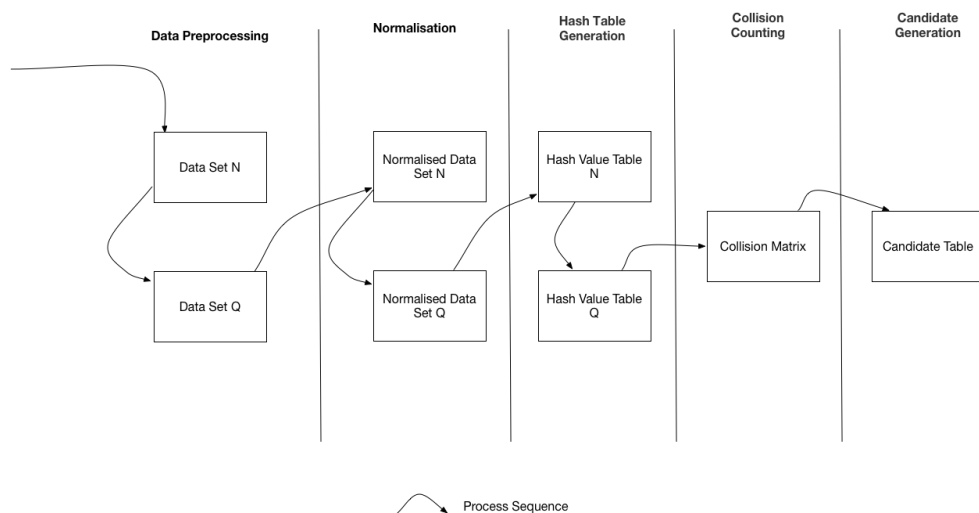 Data Preprocessing
Normalisation
Hash Table
Generation
Collision
Counting
Candidate
Generation
Data Set N
Normalised Data
Set N
Hash Value Table
N
Collision Matrix
Candidate Table
Data Set Q
Normalised Data
Set Q
Hash Value Table
Q
Process Sequence